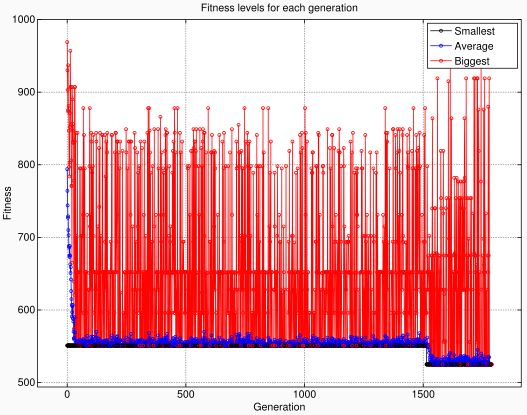 Fitness levels for each generation
1000
Smallest
Average
Biggest
900
800
Fitness
700
600
500
0 500 1000 1500
Generation